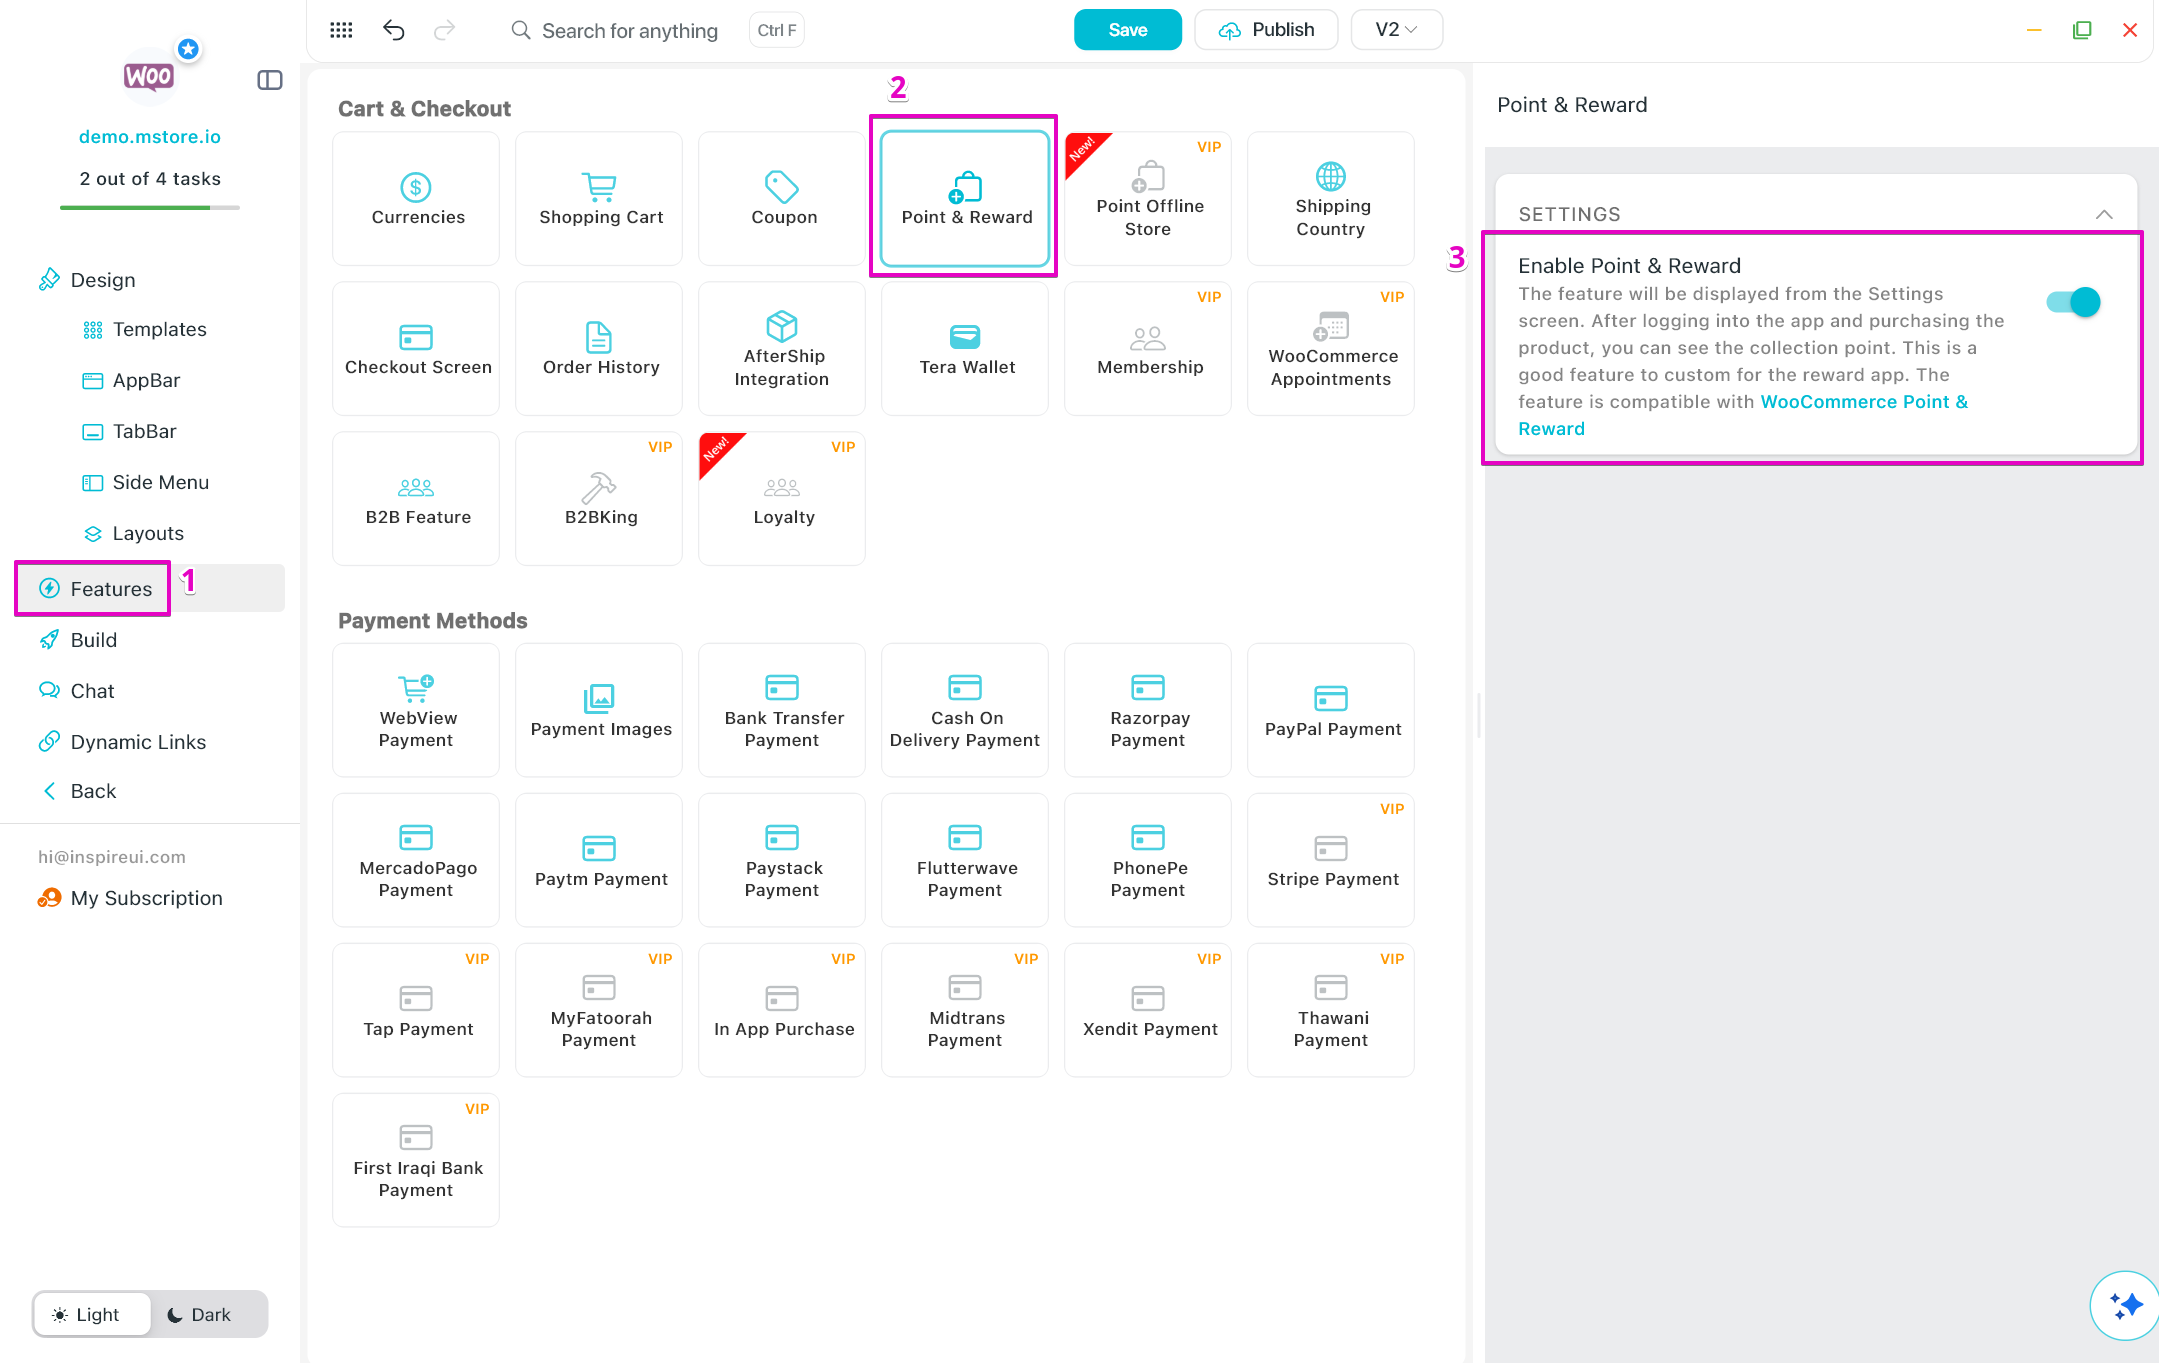 WOO
demo.mstore.io
2 out of 4 tasks
Design
Templates
AppBar
TabBar
Side Menu
Layouts
Features
1
Build
Chat
Dynamic Links
Back
hi@inspireui.com
My Subscription
Light
Dark
Search for anything
Ctrl F
Save
Publish
V2
Cart & Checkout
2
Currencies
Shopping Cart
Coupon
Point & Reward
New!
VIP
Point Offline
Store
Shipping
Country
Checkout Screen
Order History
AfterShip
Integration
Tera Wallet
VIP
Membership
VIP
WooCommerce
Appointments
B2B Feature
VIP
B2BKing
New!
VIP
Loyalty
Payment Methods
WebView
Payment
Payment Images
Bank Transfer
Payment
Cash On
Delivery Payment
Razorpay
Payment
PayPal Payment
MercadoPago
Payment
Paytm Payment
Paystack
Payment
Flutterwave
Payment
PhonePe
Payment
VIP
Stripe Payment
VIP
Tap Payment
VIP
MyFatoorah
Payment
VIP
In App Purchase
VIP
Midtrans
Payment
VIP
Xendit Payment
VIP
Thawani
Payment
VIP
First Iraqi Bank
Payment
Point & Reward
SETTINGS
3
Enable Point & Reward
The feature will be displayed from the Settings
screen. After logging into the app and purchasing the
product, you can see the collection point. This is a
good feature to custom for the reward app. The
feature is compatible with WooCommerce Point &
Reward